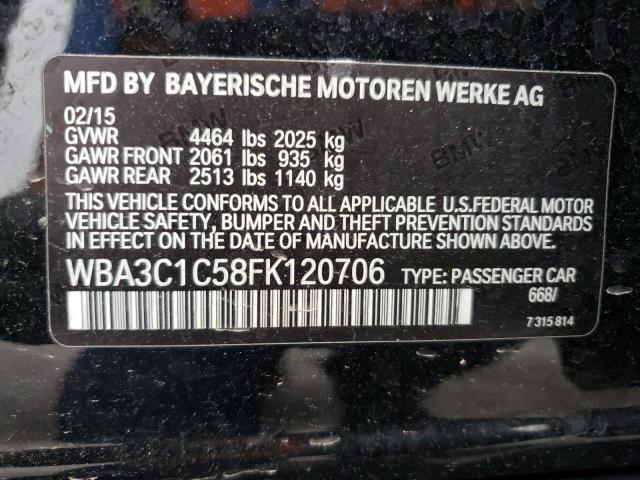 MFD BY BAYERISCHE MOTOREN WERKE AG
02/15
GVWR 4464 lbs 2025 kg
GAWR FRONT 2061 lbs 935 kg
GAWR REAR 2513 lbs 1140 kg
THIS VEHICLE CONFORMS TO ALL APPLICABLE U.S.FEDERAL MOTOR
VEHICLE SAFETY, BUMPER AND THEFT PREVENTION STANDARDS
IN EFFECT ON THE DATE OF MANUFACTURE SHOWN ABOVE.
WBA3C1C58FK120706 TYPE: PASSENGER CAR
668/
7 315 814